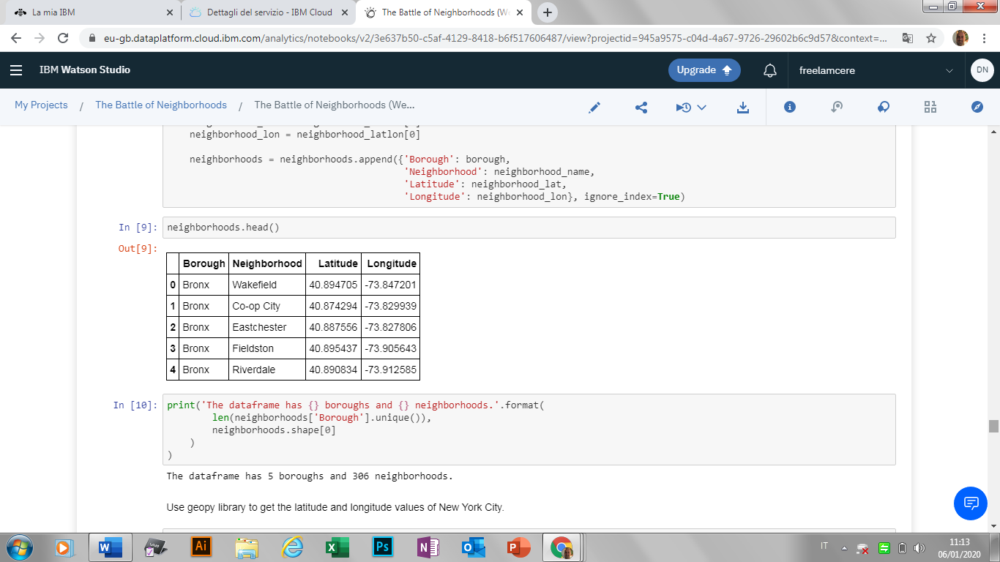 La mia IBM
Dettagli del servizio - IBM Cloud
The Battle of Neighborhoods (We
eu-gb.dataplatform.cloud.ibm.com/analytics/notebooks/v2/3e637b50-c5af-4129-8418-b6f517606487/view?projectid=945a9575-c04d-4a67-9726-29602b6c9d57&context=...
IBM Watson Studio
Upgrade
freelamcere
DN
My Projects / The Battle of Neighborhoods / The Battle of Neighborhoods (We...
neighborhood_lon = neighborhood_latlon[0]
neighborhoods = neighborhoods.append({'Borough': borough,
'Neighborhood': neighborhood_name,
'Latitude': neighborhood_lat,
'Longitude': neighborhood_lon}, ignore_index=True)
In [9]: neighborhoods.head()
Out[9]:
Borough Neighborhood Latitude Longitude
0 Bronx Wakefield 40.894705 -73.847201
1 Bronx Co-op City 40.874294 -73.829939
2 Bronx Eastchester 40.887556 -73.827806
3 Bronx Fieldston 40.895437 -73.905643
4 Bronx Riverdale 40.890834 -73.912585
In [10]: print('The dataframe has {} boroughs and {} neighborhoods.'.format(
len(neighborhoods['Borough'].unique()),
neighborhoods.shape[0]
)
)
The dataframe has 5 boroughs and 306 neighborhoods.
Use geopy library to get the latitude and longitude values of New York City.
IT
11:13
06/01/2020